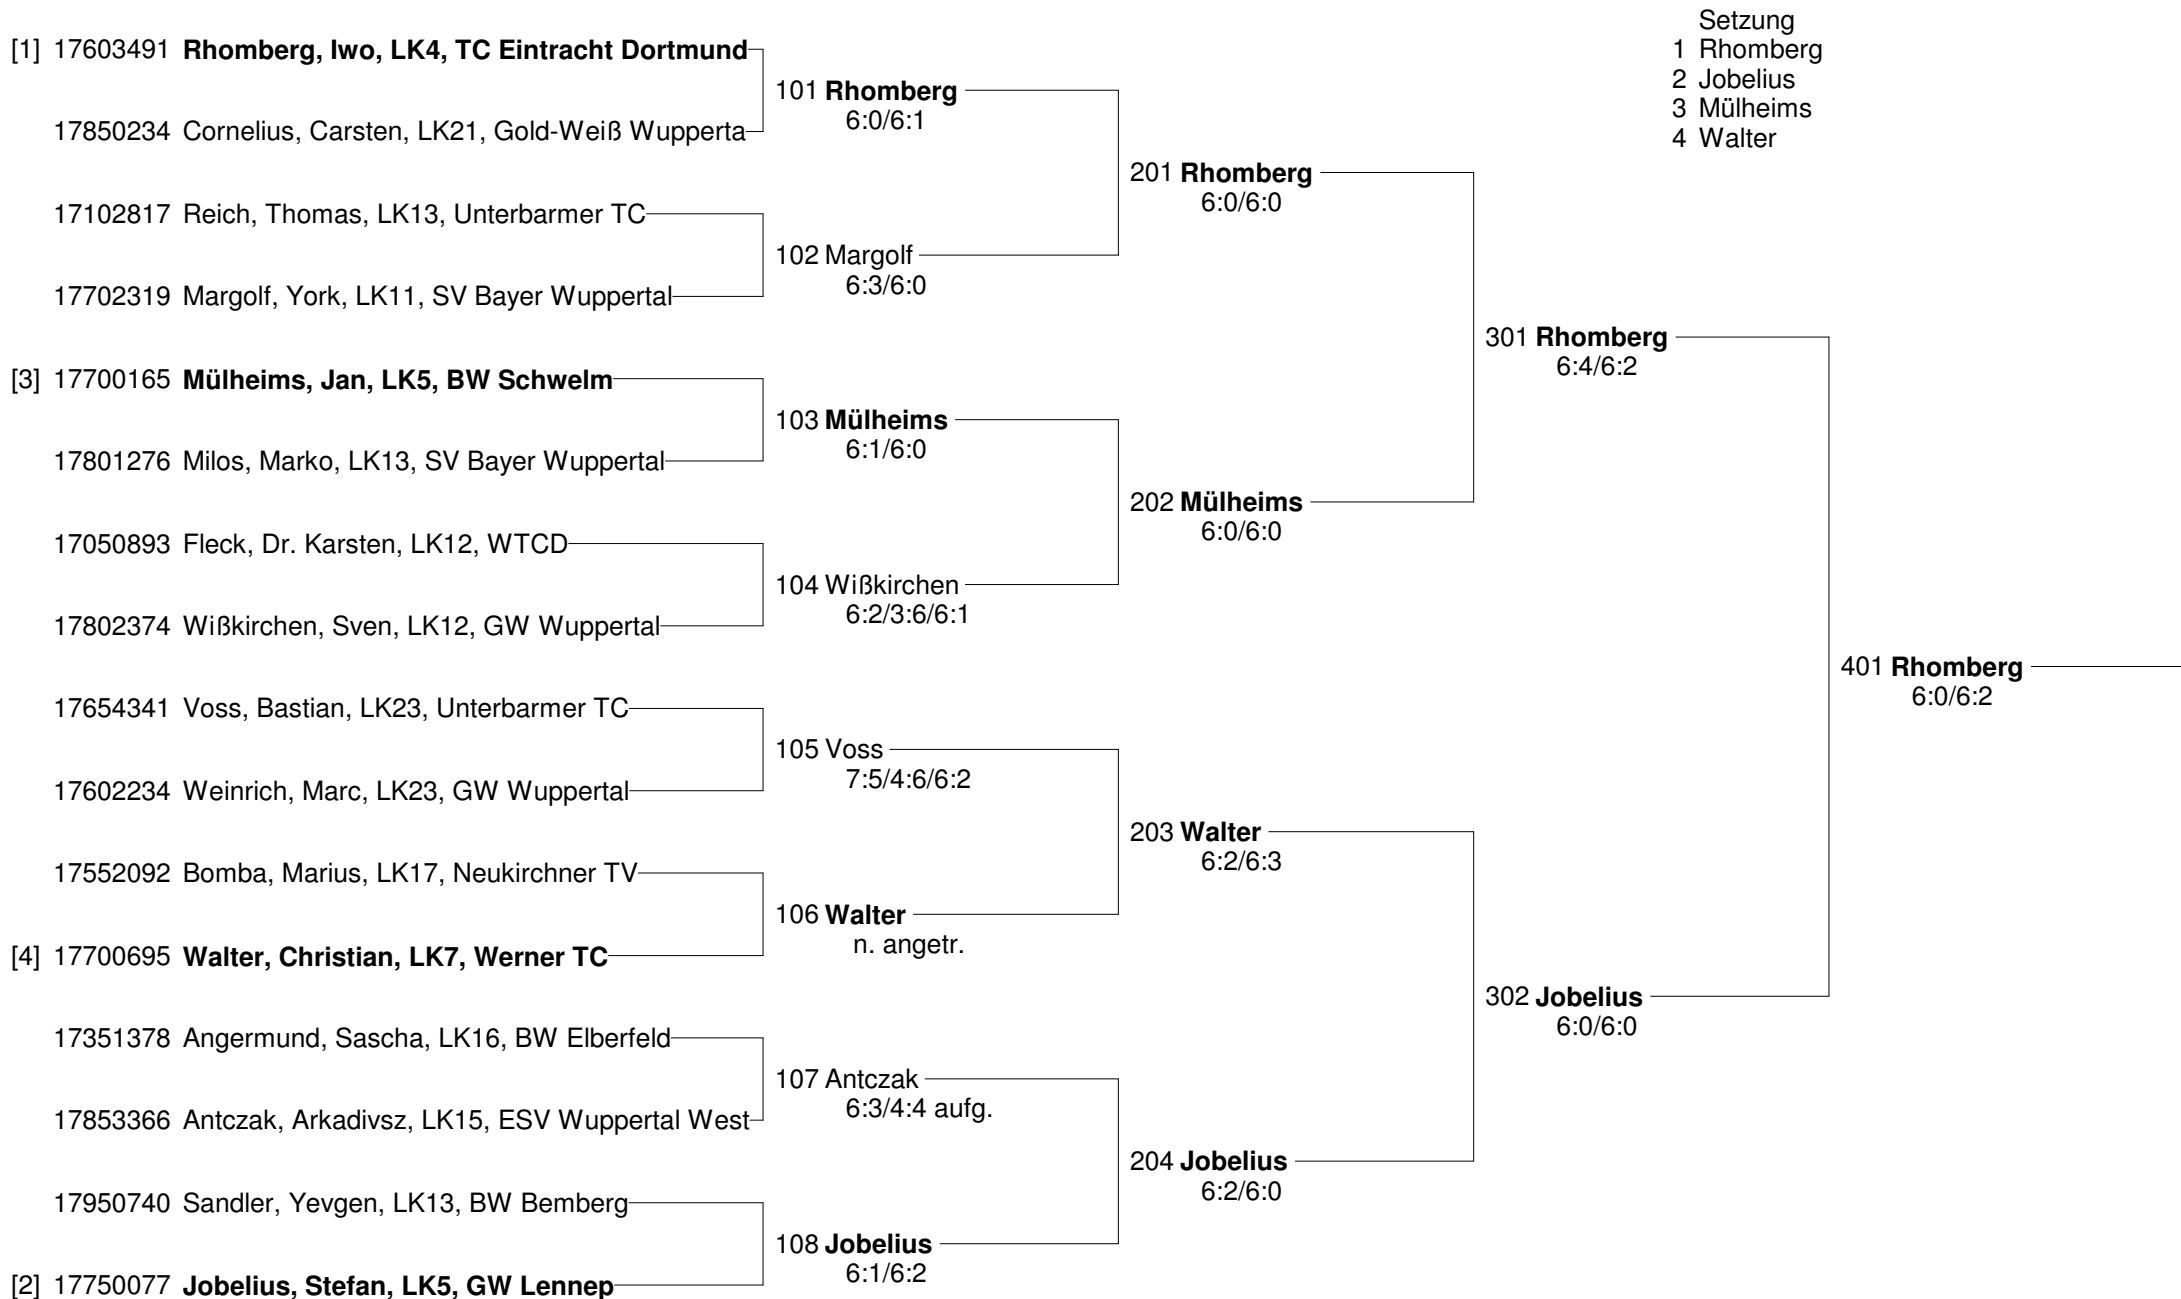 Setzung
1 Rhomberg
2 Jobelius
3 Mülheims
4 Walter
[1] 17603491 Rhomberg, Iwo, LK4, TC Eintracht Dortmund
17850234 Cornelius, Carsten, LK21, Gold-Weiß Wupperta
17102817 Reich, Thomas, LK13, Unterbarmer TC
17702319 Margolf, York, LK11, SV Bayer Wuppertal
[3] 17700165 Mülheims, Jan, LK5, BW Schwelm
17801276 Milos, Marko, LK13, SV Bayer Wuppertal
17050893 Fleck, Dr. Karsten, LK12, WTCD
17802374 Wißkirchen, Sven, LK12, GW Wuppertal
17654341 Voss, Bastian, LK23, Unterbarmer TC
17602234 Weinrich, Marc, LK23, GW Wuppertal
17552092 Bomba, Marius, LK17, Neukirchner TV
[4] 17700695 Walter, Christian, LK7, Werner TC
17351378 Angermund, Sascha, LK16, BW Elberfeld
17853366 Antczak, Arkadivsz, LK15, ESV Wuppertal West
17950740 Sandler, Yevgen, LK13, BW Bemberg
[2] 17750077 Jobelius, Stefan, LK5, GW Lennep
101 Rhomberg
6:0/6:1
102 Margolf
6:3/6:0
103 Mülheims
6:1/6:0
104 Wißkirchen
6:2/3:6/6:1
105 Voss
7:5/4:6/6:2
106 Walter
n. angetr.
107 Antczak
6:3/4:4 aufg.
108 Jobelius
6:1/6:2
201 Rhomberg
6:0/6:0
202 Mülheims
6:0/6:0
203 Walter
6:2/6:3
204 Jobelius
6:2/6:0
301 Rhomberg
6:4/6:2
302 Jobelius
6:0/6:0
401 Rhomberg
6:0/6:2